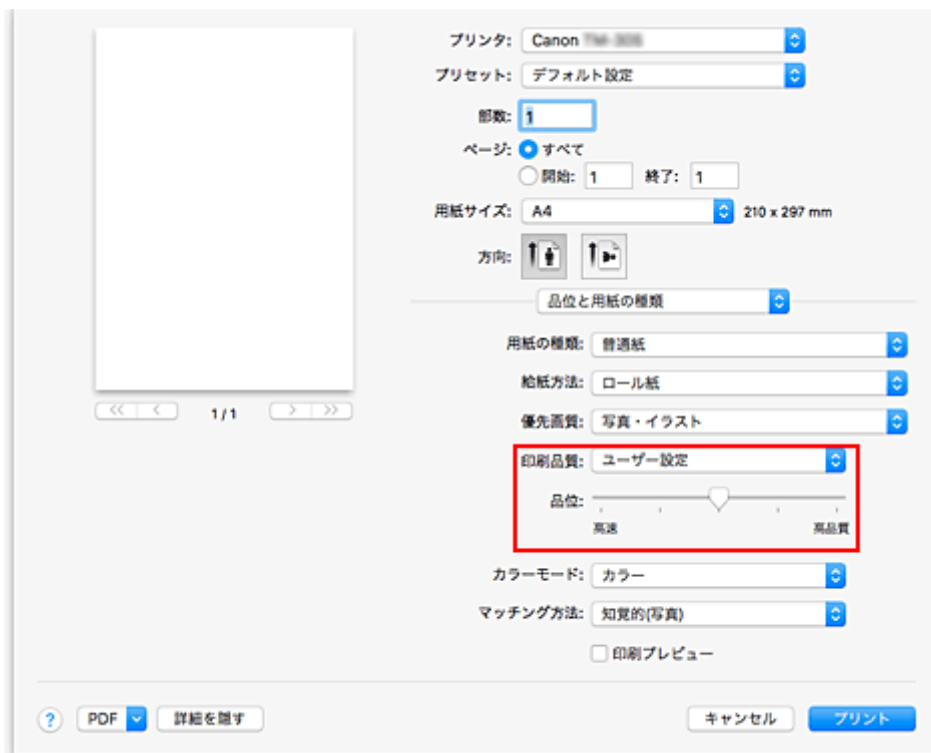 プリンタ: Canon
プリセット: デフォルト設定
部数: 1
ページ: すべて
開始: 1 終了: 1
用紙サイズ: A4 210 x 297 mm
方向:
品位と用紙の種類
用紙の種類: 普通紙
給紙方法: ロール紙
優先画質: 写真・イラスト
印刷品質: ユーザー設定
品位:
高速 高品質
カラーモード: カラー
マッチング方法: 知覚的(写真)
印刷プレビュー
<< < 1/1 > >>
? PDF 詳細を隠す キャンセル プリント